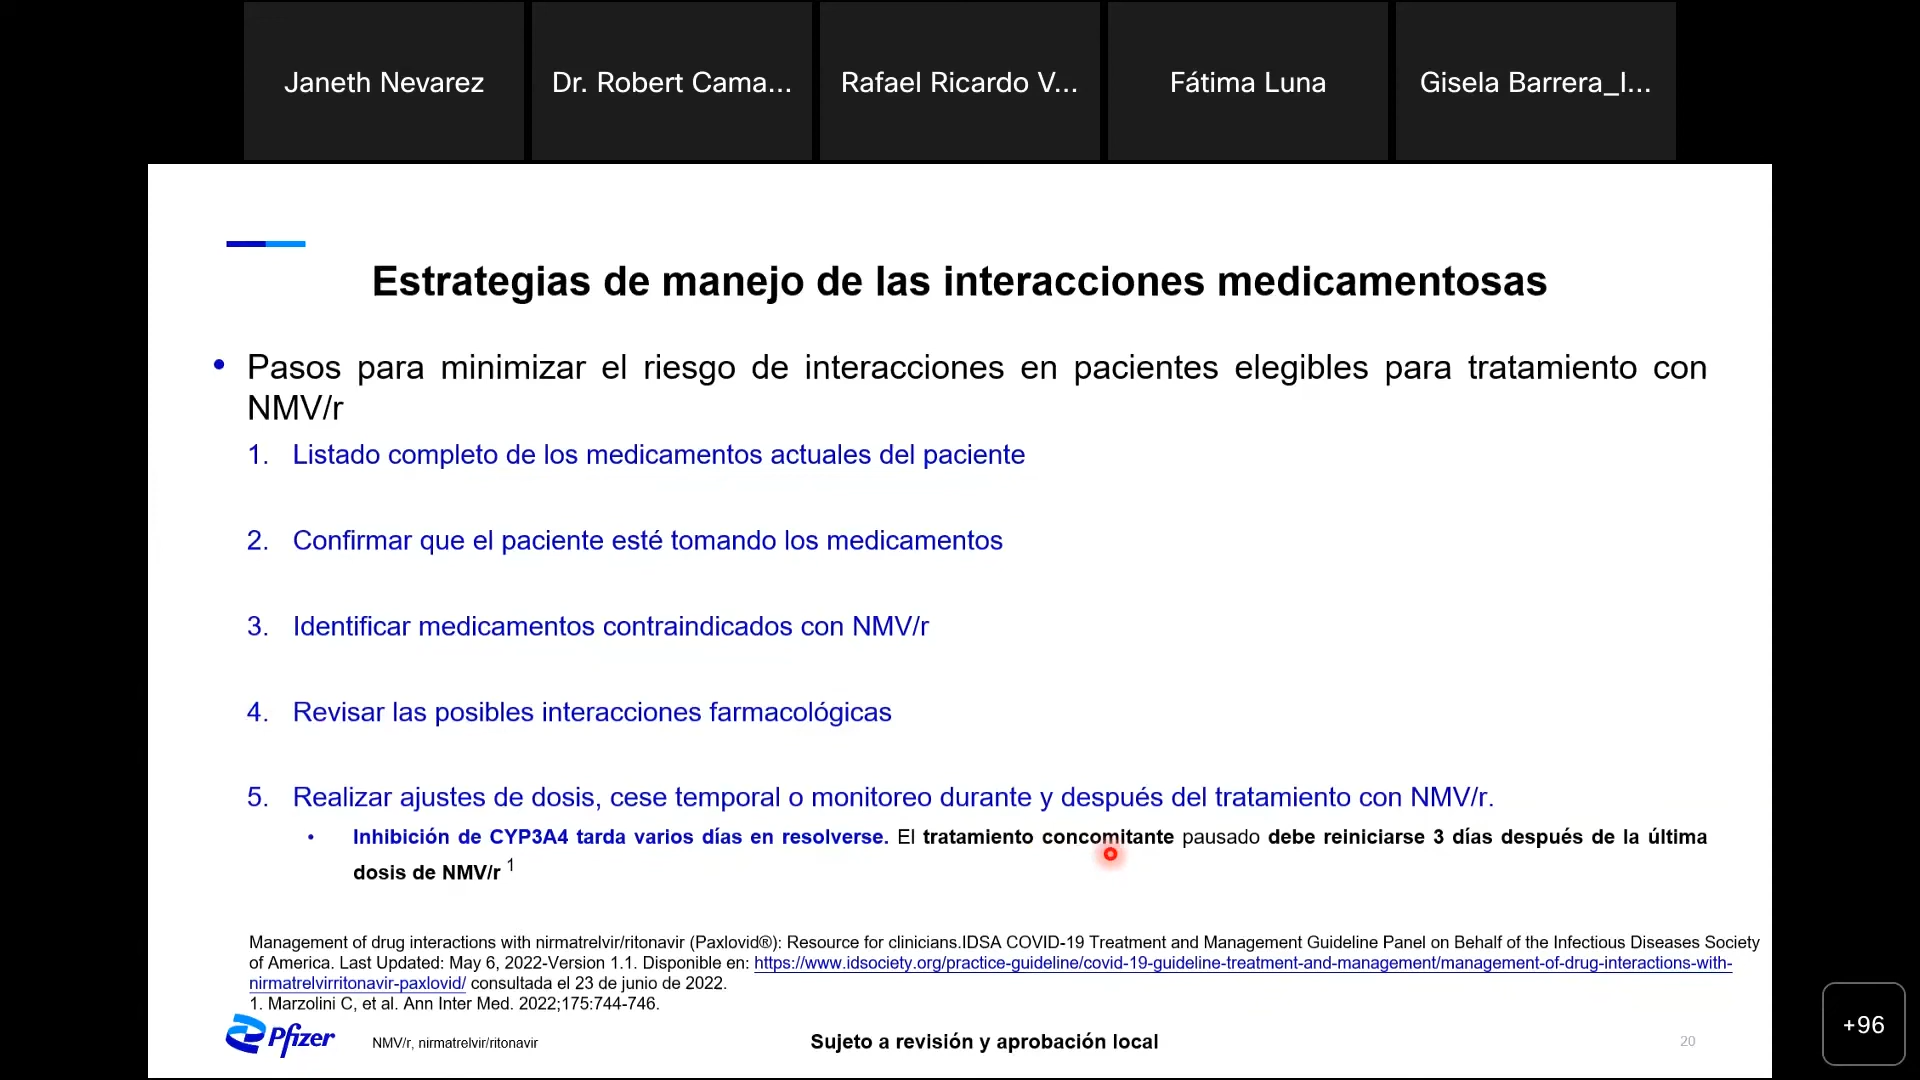 Janeth Nevarez
Dr. Robert Cama...
Rafael Ricardo V...
Fátima Luna
Gisela Barrera_I...
Estrategias de manejo de las interacciones medicamentosas
• Pasos para minimizar el riesgo de interacciones en pacientes elegibles para tratamiento con
NMV/r
1. Listado completo de los medicamentos actuales del paciente
2. Confirmar que el paciente esté tomando los medicamentos
3. Identificar medicamentos contraindicados con NMV/r
4. Revisar las posibles interacciones farmacológicas
5. Realizar ajustes de dosis, cese temporal o monitoreo durante y después del tratamiento con NMV/r.
• Inhibición de CYP3A4 tarda varios días en resolverse. El tratamiento concomitante pausado debe reiniciarse 3 días después de la última
dosis de NMV/r 1
Management of drug interactions with nirmatrelvir/ritonavir (Paxlovid®): Resource for clinicians.IDSA COVID-19 Treatment and Management Guideline Panel on Behalf of the Infectious Diseases Society
of America. Last Updated: May 6, 2022-Version 1.1. Disponible en: https://www.idsociety.org/practice-guideline/covid-19-guideline-treatment-and-management/management-of-drug-interactions-with-
nirmatrelvirritonavir-paxlovid/ consultada el 23 de junio de 2022.
1. Marzolini C, et al. Ann Inter Med. 2022;175:744-746.
Pfizer
NMV/r, nirmatrelvir/ritonavir
Sujeto a revisión y aprobación local
20
+96